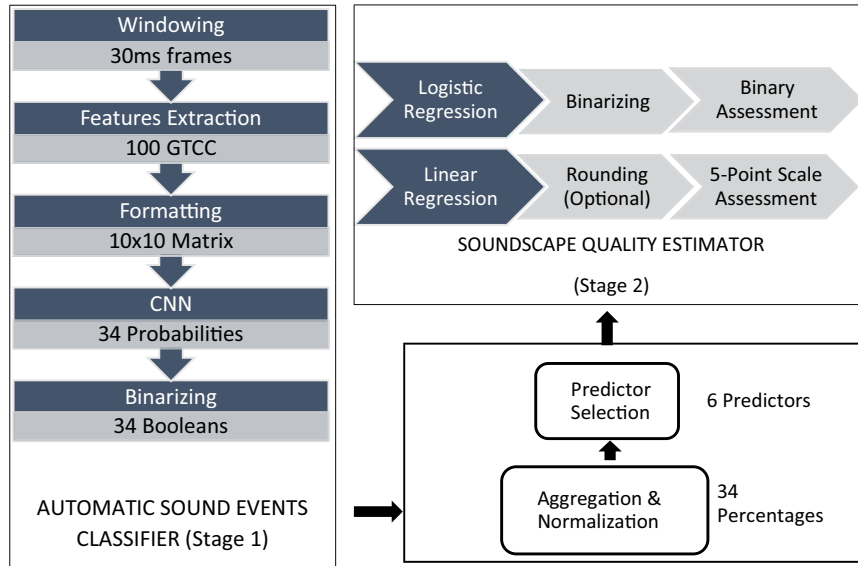 Windowing
30ms frames
Features Extraction
100 GTCC
Formatting
10x10 Matrix
CNN
34 Probabilities
Binarizing
34 Booleans
AUTOMATIC SOUND EVENTS
CLASSIFIER (Stage 1)
Logistic
Regression
Binarizing
Binary
Assessment
Linear
Regression
Rounding
(Optional)
5-Point Scale
Assessment
SOUNDSCAPE QUALITY ESTIMATOR
(Stage 2)
Predictor
Selection
6 Predictors
Aggregation &
Normalization
34
Percentages